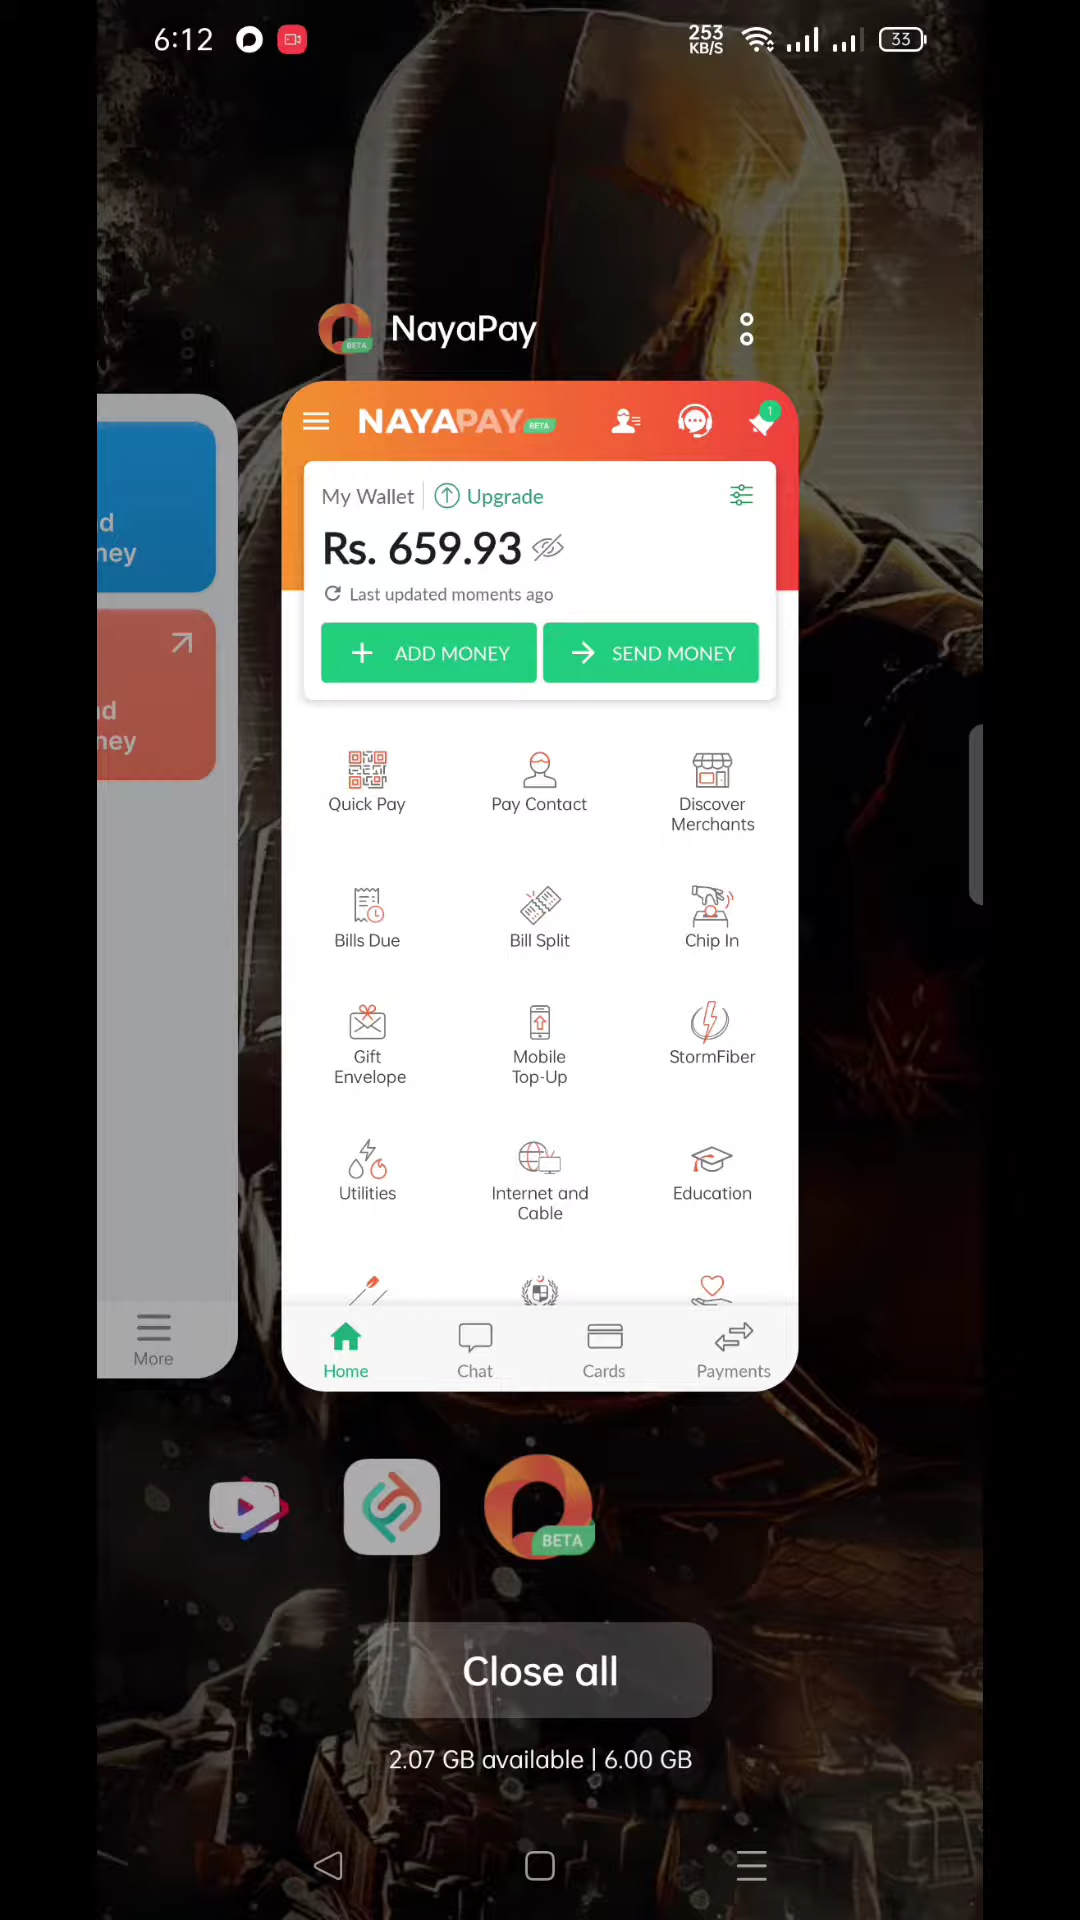 6:12
253
KB/S
33
NayaPay
BETA
NAYAPAY BETA
1
My Wallet
Upgrade
Rs. 659.93
Last updated moments ago
ADD MONEY
SEND MONEY
d
ney
nd
ney
Quick Pay
Pay Contact
Discover
Merchants
Bills Due
Bill Split
Chip In
Gift
Envelope
Mobile
Top-Up
StormFiber
Utilities
Internet and
Cable
Education
More
Home
Chat
Cards
Payments
BETA
Close all
2.07 GB available | 6.00 GB